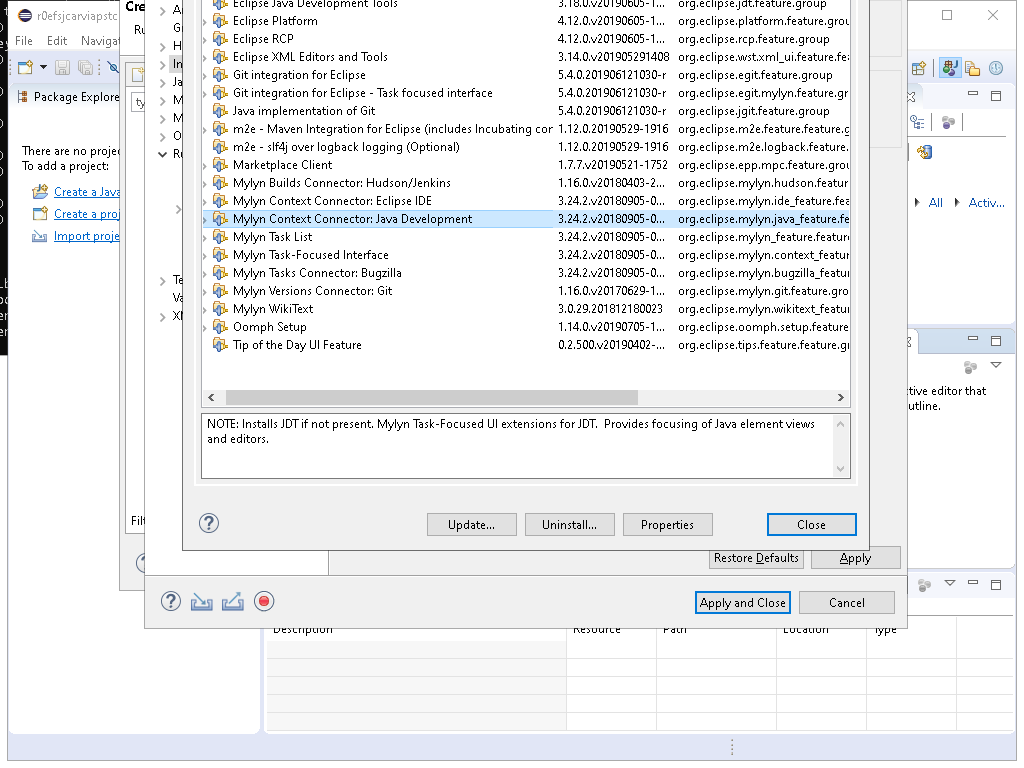 r0efsjcarviapstc
Cre
File Edit Navigat
Ru
Package Explore
There are no projec
To add a project:
Create a Java
Create a proj
Import proje
A
G
H
In
Ja
M
M
O
Ru
Te
Va
XM
ty
Filt
Eclipse Java Development Tools 3.18.0.v20190605-1... org.eclipse.jdt.feature.group
Eclipse Platform 4.12.0.v20190605-1... org.eclipse.platform.feature.grou
Eclipse RCP 4.12.0.v20190605-1... org.eclipse.rcp.feature.group
Eclipse XML Editors and Tools 3.14.0.v201905291408 org.eclipse.wst.xml_ui.feature.fea
Git integration for Eclipse 5.4.0.201906121030-r org.eclipse.egit.feature.group
Git integration for Eclipse - Task focused interface 5.4.0.201906121030-r org.eclipse.egit.mylyn.feature.gr
Java implementation of Git 5.4.0.201906121030-r org.eclipse.jgit.feature.group
m2e - Maven Integration for Eclipse (includes Incubating cor 1.12.0.20190529-1916 org.eclipse.m2e.feature.feature.g
m2e - slf4j over logback logging (Optional) 1.12.0.20190529-1916 org.eclipse.m2e.logback.feature.
Marketplace Client 1.7.7.v20190521-1752 org.eclipse.epp.mpc.feature.grou
Mylyn Builds Connector: Hudson/Jenkins 1.16.0.v20180403-2... org.eclipse.mylyn.hudson.featur
Mylyn Context Connector: Eclipse IDE 3.24.2.v20180905-0... org.eclipse.mylyn.ide_feature.fea
Mylyn Context Connector: Java Development 3.24.2.v20180905-0... org.eclipse.mylyn.java_feature.fe
Mylyn Task List 3.24.2.v20180905-0... org.eclipse.mylyn_feature.featur
Mylyn Task-Focused Interface 3.24.2.v20180905-0... org.eclipse.mylyn.context_featur
Mylyn Tasks Connector: Bugzilla 3.24.2.v20180905-0... org.eclipse.mylyn.bugzilla_featur
Mylyn Versions Connector: Git 1.16.0.v20170629-1... org.eclipse.mylyn.git.feature.gro
Mylyn WikiText 3.0.29.201812180023 org.eclipse.mylyn.wikitext_featur
Oomph Setup 1.14.0.v20190705-1... org.eclipse.oomph.setup.feature
Tip of the Day UI Feature 0.2.500.v20190402-... org.eclipse.tips.feature.feature.gr
NOTE: Installs JDT if not present. Mylyn Task-Focused UI extensions for JDT. Provides focusing of Java element views
and editors.
Update... Uninstall... Properties Close
Restore Defaults Apply
Apply and Close Cancel
All Activ...
tive editor that
utline.
Description Resource Path Location Type